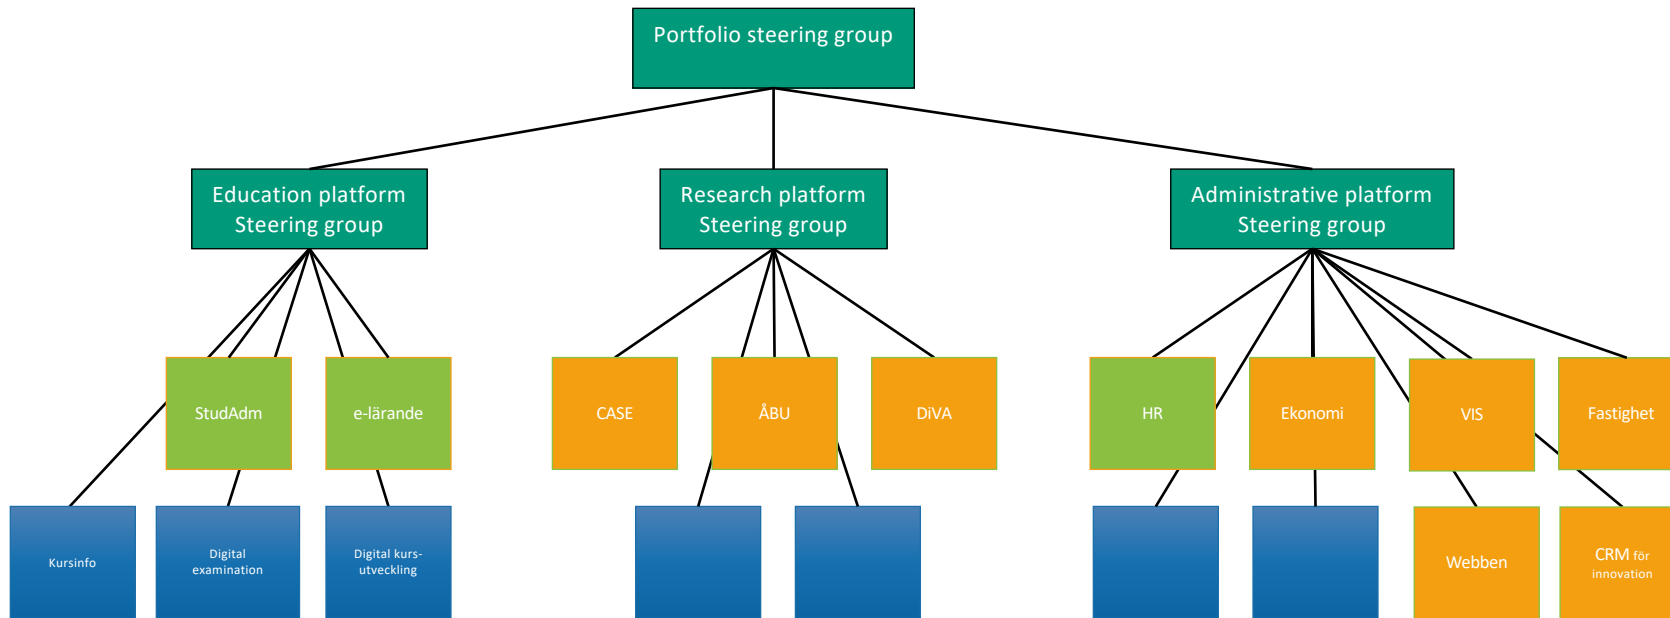 Portfolio steering group
Education platform
Steering group
Research platform
Steering group
Administrative platform
Steering group
StudAdm
e-lärande
CASE
ÅBU
DiVA
HR
Ekonomi
VIS
Fastighet
Kursinfo
Digital
examination
Digital kurs-
utveckling
Webben
CRM för
innovation